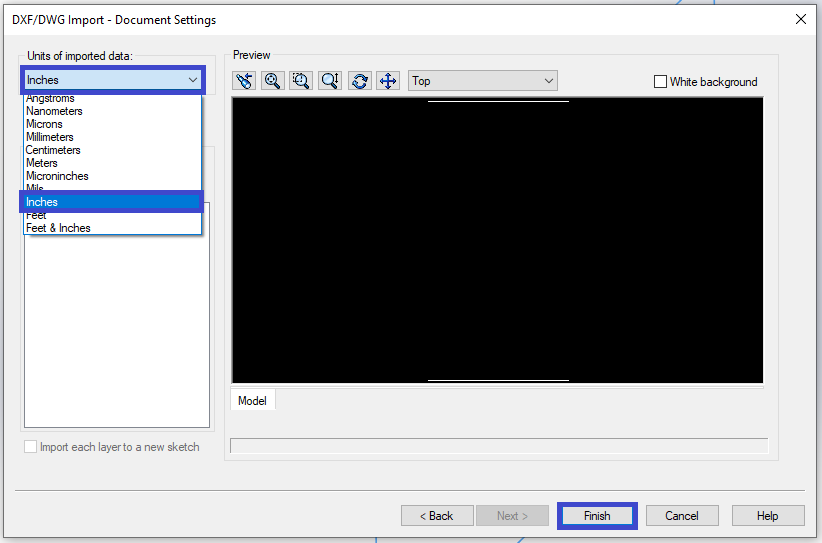 DXF/DWG Import - Document Settings
Units of imported data:
Inches
Angstroms
Nanometers
Microns
Millimeters
Centimeters
Meters
Microninches
Mils
Inches
Feet
Feet & Inches
Import each layer to a new sketch
Preview
Top
White background
Model
< Back
Next >
Finish
Cancel
Help